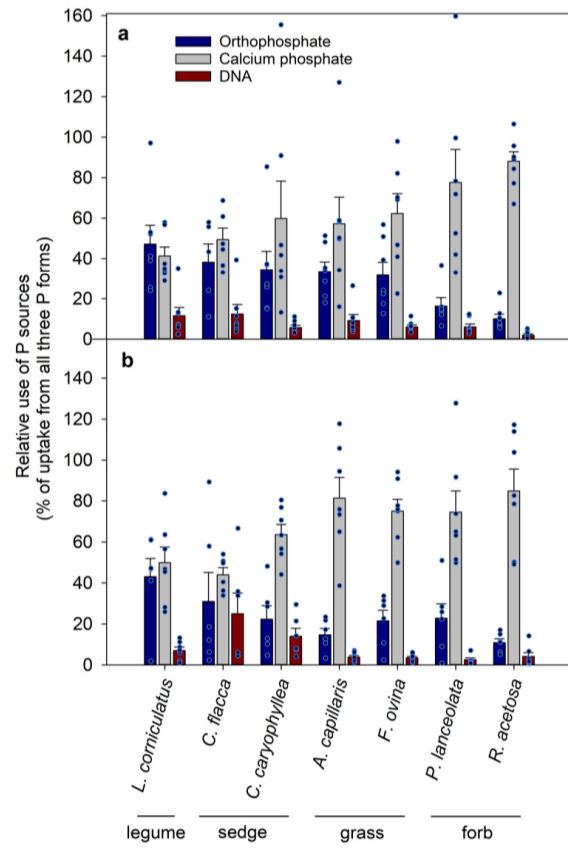 Relative use of P sources
(% of uptake from all three P forms)
a
Orthophosphate
Calcium phosphate
DNA
160
140
120
100
80
60
40
20
0
b
140
120
100
80
60
40
20
0
L. corniculatus
C. flacca
C. caryophyllea
A. capillaris
F. ovina
P. lanceolata
R. acetosa
legume
sedge
grass
forb